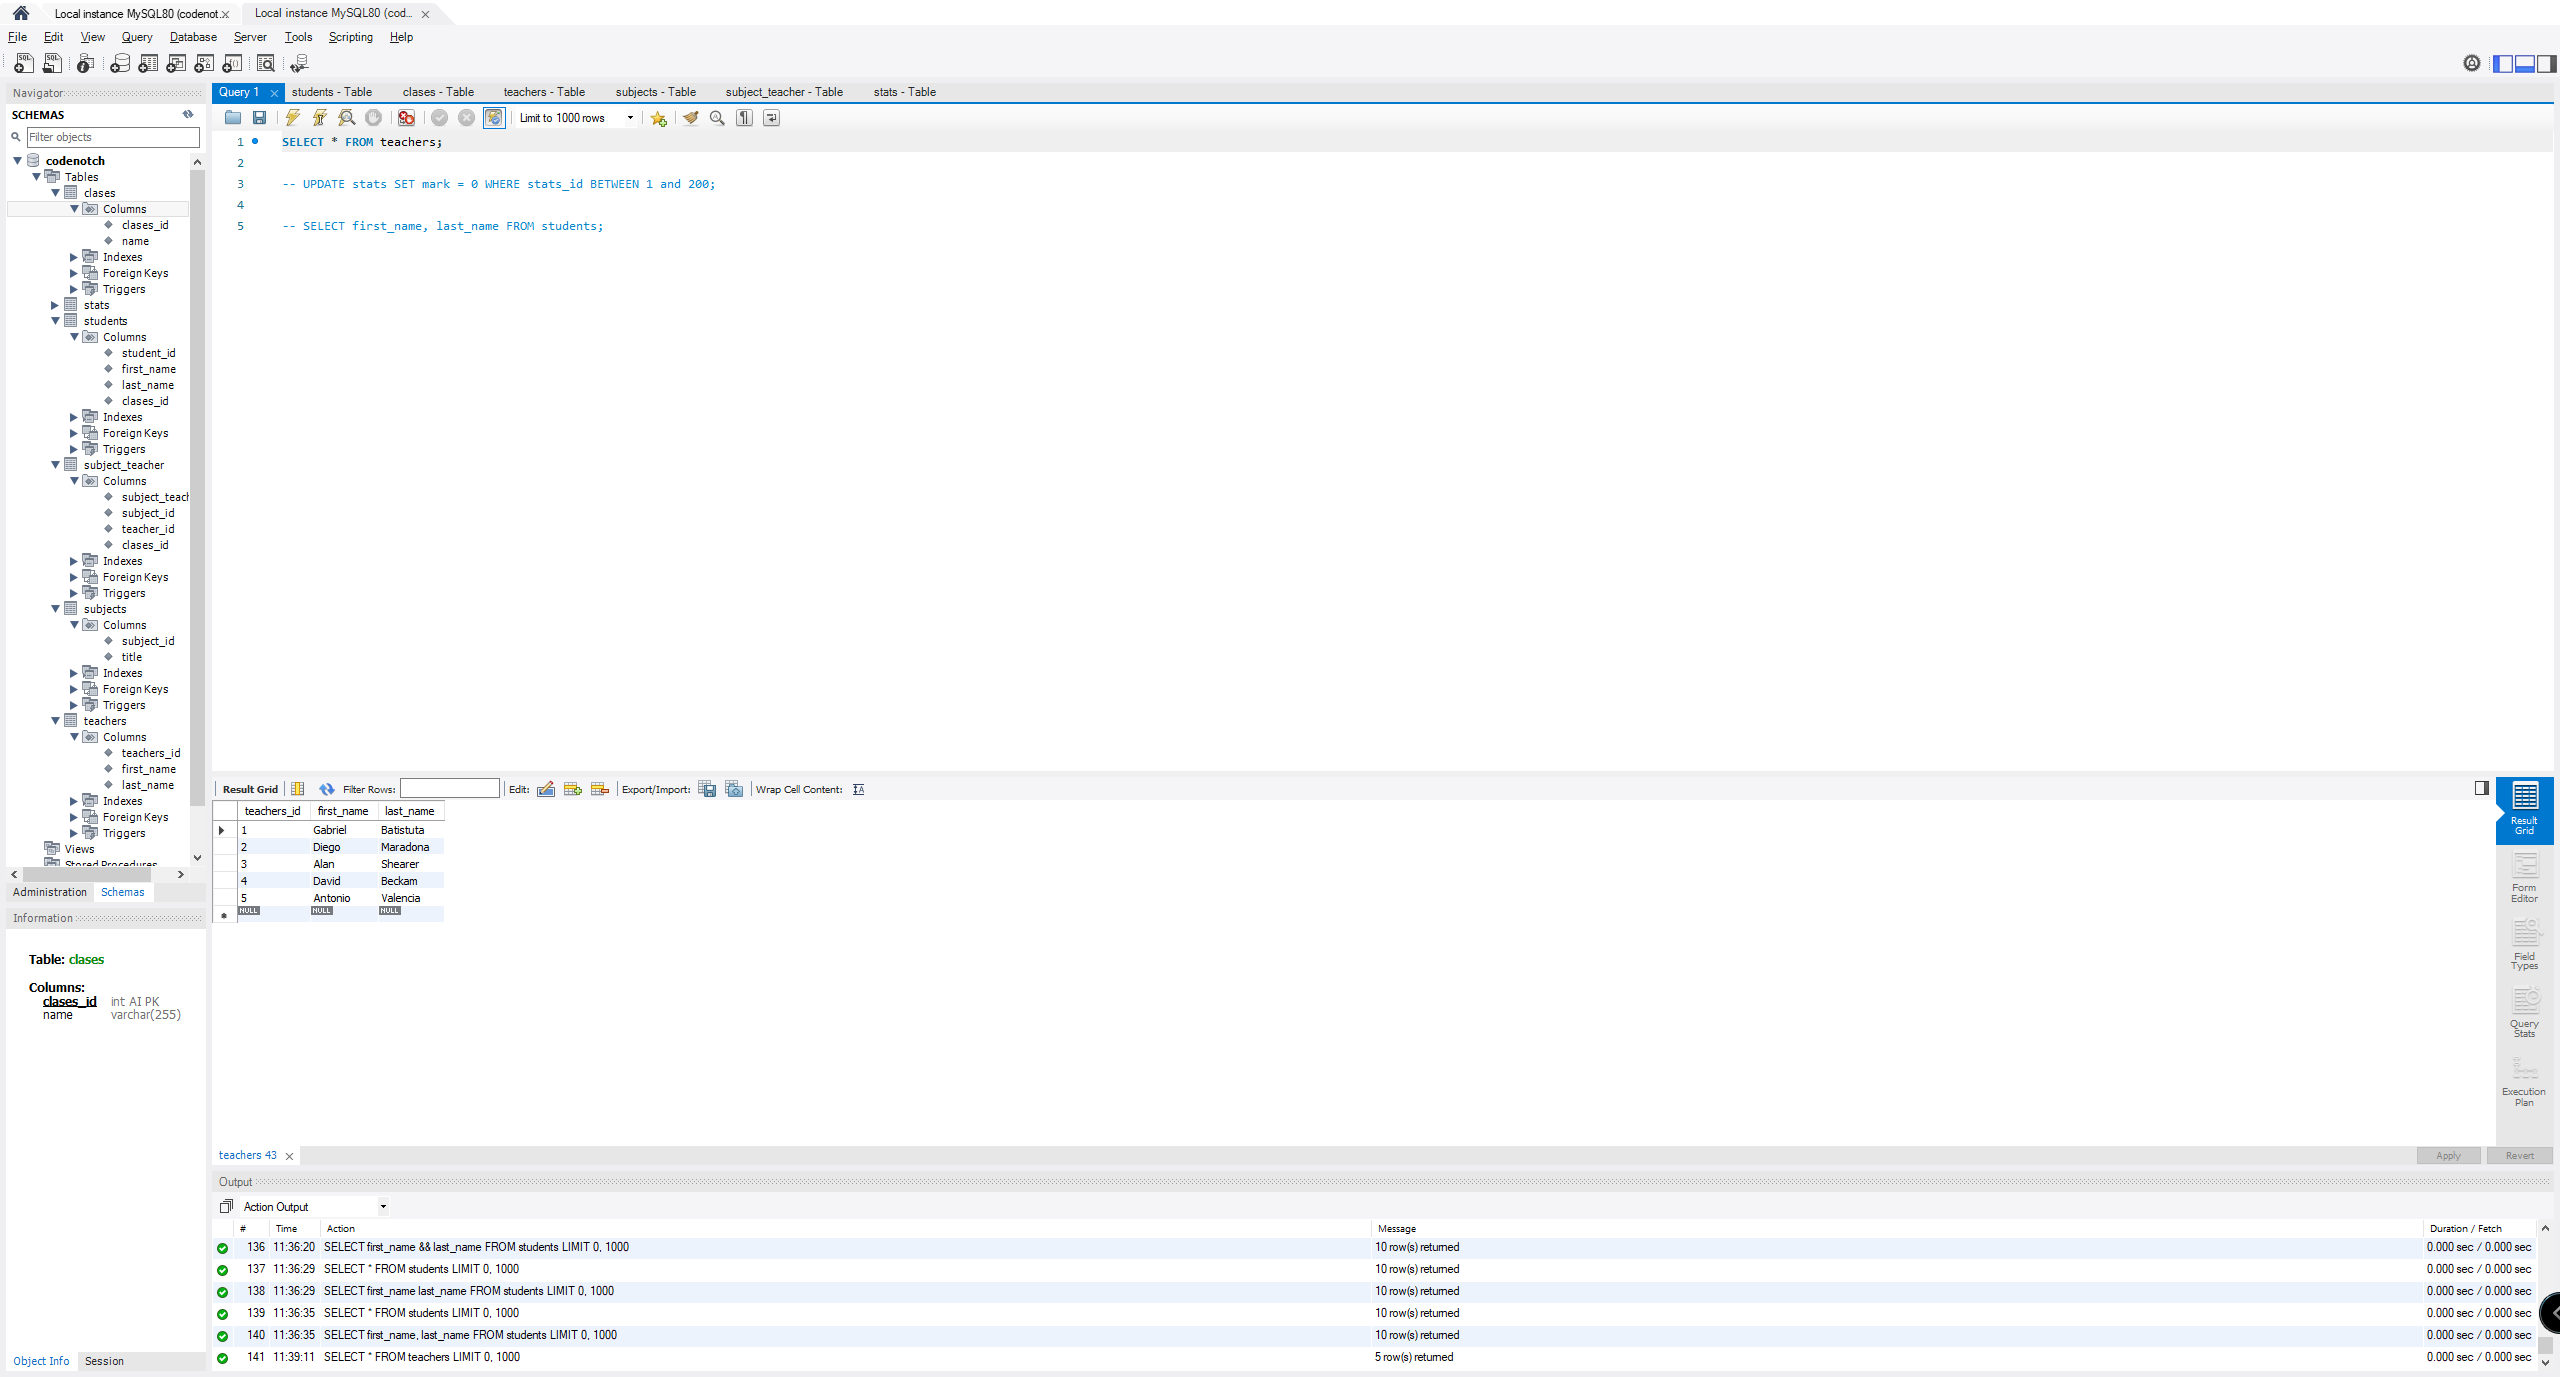 Local instance MySQL80 (codenot...
Local instance MySQL80 (cod...
File Edit View Query Database Server Tools Scripting Help
Navigator
SCHEMAS
Filter objects
codenotch
Tables
clases
Columns
clases_id
name
Indexes
Foreign Keys
Triggers
stats
students
Columns
student_id
first_name
last_name
clases_id
Indexes
Foreign Keys
Triggers
subject_teacher
Columns
subject_teach
subject_id
teacher_id
clases_id
Indexes
Foreign Keys
Triggers
subjects
Columns
subject_id
title
Indexes
Foreign Keys
Triggers
teachers
Columns
teachers_id
first_name
last_name
Indexes
Foreign Keys
Triggers
Views
Stored Procedures
Administration Schemas
Information
Table: clases
Columns:
clases_id int AI PK
name varchar(255)
Object Info Session
Query 1 students - Table clases - Table teachers - Table subjects - Table subject_teacher - Table stats - Table
Limit to 1000 rows
1 SELECT * FROM teachers;
2
3 -- UPDATE stats SET mark = 0 WHERE stats_id BETWEEN 1 and 200;
4
5 -- SELECT first_name, last_name FROM students;
Result Grid Filter Rows: Edit: Export/Import: Wrap Cell Content:
teachers_id first_name last_name
1 Gabriel Batistuta
2 Diego Maradona
3 Alan Shearer
4 David Beckam
5 Antonio Valencia
NULL NULL NULL
Result
Grid
Form
Editor
Field
Types
Query
Stats
Execution
Plan
teachers 43
Apply Revert
Output
Action Output
# Time Action Message Duration / Fetch
136 11:36:20 SELECT first_name && last_name FROM students LIMIT 0, 1000 10 row(s) returned 0.000 sec / 0.000 sec
137 11:36:29 SELECT * FROM students LIMIT 0, 1000 10 row(s) returned 0.000 sec / 0.000 sec
138 11:36:29 SELECT first_name last_name FROM students LIMIT 0, 1000 10 row(s) returned 0.000 sec / 0.000 sec
139 11:36:35 SELECT * FROM students LIMIT 0, 1000 10 row(s) returned 0.000 sec / 0.000 sec
140 11:36:35 SELECT first_name, last_name FROM students LIMIT 0, 1000 10 row(s) returned 0.000 sec / 0.000 sec
141 11:39:11 SELECT * FROM teachers LIMIT 0, 1000 5 row(s) returned 0.000 sec / 0.000 sec